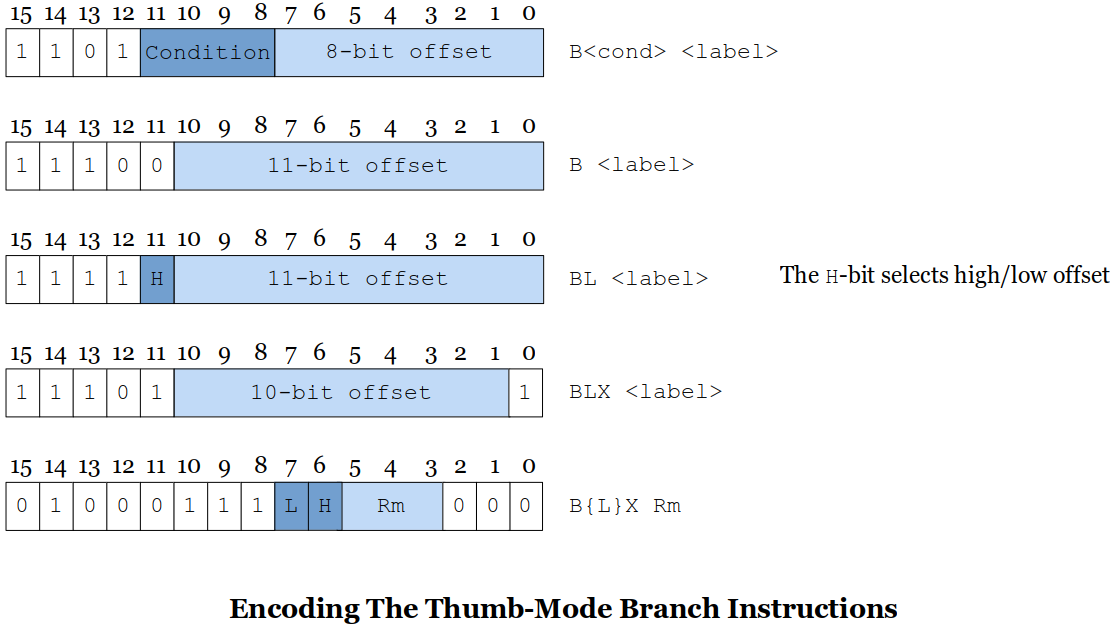 15 14 13 12 11 10 9 8 7 6 5 4 3 2 1 0
1 1 0 1 Condition 8-bit offset B<cond> <label>
15 14 13 12 11 10 9 8 7 6 5 4 3 2 1 0
1 1 1 0 0 11-bit offset B <label>
15 14 13 12 11 10 9 8 7 6 5 4 3 2 1 0
1 1 1 1 H 11-bit offset BL <label> The H-bit selects high/low offset
15 14 13 12 11 10 9 8 7 6 5 4 3 2 1 0
1 1 1 0 1 10-bit offset 1 BLX <label>
15 14 13 12 11 10 9 8 7 6 5 4 3 2 1 0
0 1 0 0 0 1 1 1 L H Rm 0 0 0 B{L}X Rm
Encoding The Thumb-Mode Branch Instructions